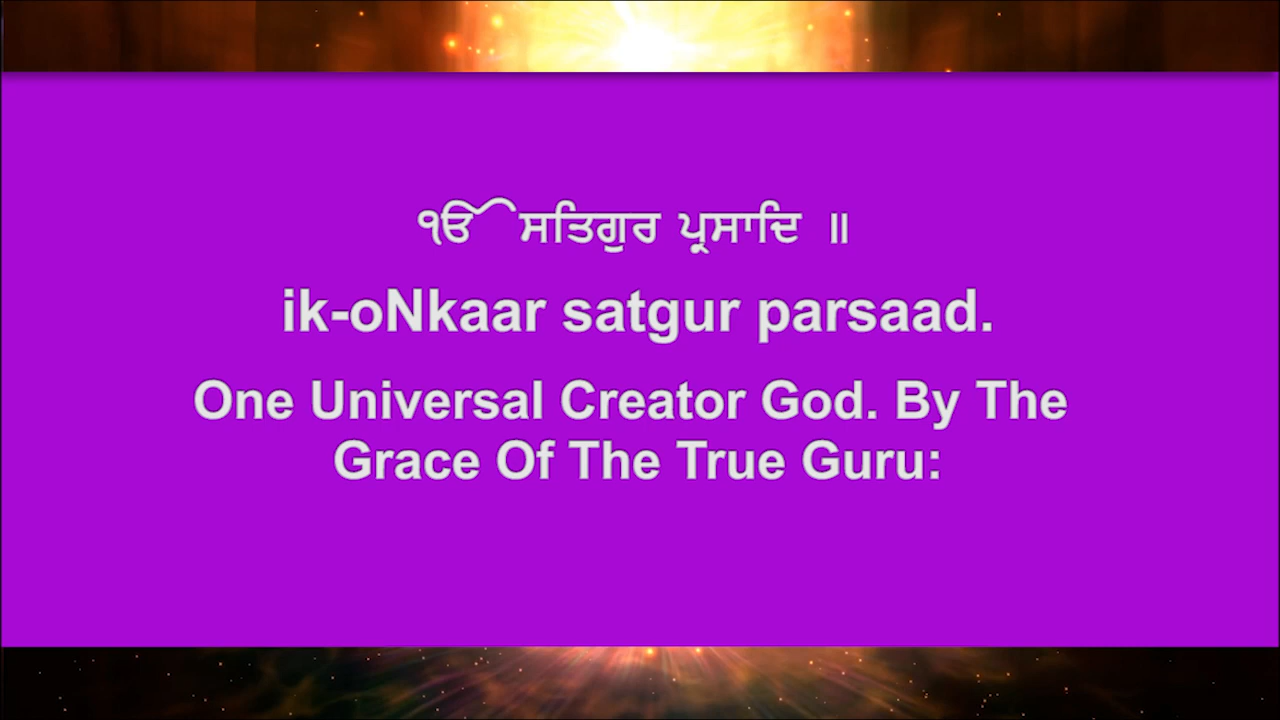 ੴ ਸਤਿਗੁਰ ਪ੍ਰਸਾਦਿ ॥
ik-oNkaar satgur parsaad.
One Universal Creator God. By The
Grace Of The True Guru: